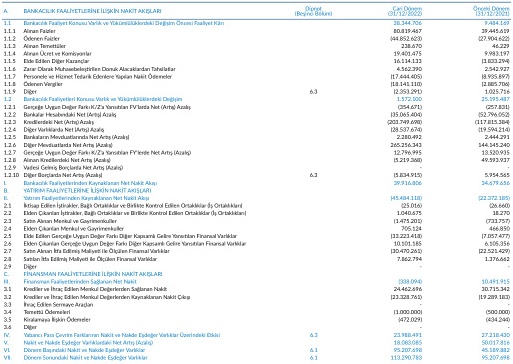 A. BANKACILIK FAALİYETLERİNE İLİŞKİN NAKİT AKIŞLARI Dipnot (Beşinci Bölüm) Cari Dönem (31/12/2022) Önceki Dönem (31/12/2021)
1.1 Bankacılık Faaliyet Konusu Varlık ve Yükümlülüklerindeki Değişim Öncesi Faaliyet Kârı 38.344.706 9.484.169
1.1.1 Alınan Faizler 80.819.467 39.445.619
1.1.2 Ödenen Faizler (44.852.623) (27.904.622)
1.1.3 Alınan Temettüler 238.670 46.229
1.1.4 Alınan Ücret ve Komisyonlar 19.401.475 9.983.197
1.1.5 Elde Edilen Diğer Kazançlar 16.114.133 (3.833.294)
1.1.6 Zarar Olarak Muhasebeleştirilen Donuk Alacaklardan Tahsilatlar 4.562.390 2.542.927
1.1.7 Personele ve Hizmet Tedarik Edenlere Yapılan Nakit Ödemeler (17.444.405) (8.935.897)
1.1.8 Ödenen Vergiler (18.141.110) (2.885.706)
1.1.9 Diğer 6.3 (2.353.291) 1.025.716
1.2 Bankacılık Faaliyetleri Konusu Varlık ve Yükümlülüklerdeki Değişim 1.572.100 25.195.487
1.2.1 Gerçeğe Uygun Değer Farkı K/Z'a Yansıtılan FV'larda Net (Artış) Azalış (354.671) (257.831)
1.2.2 Bankalar Hesabındaki Net (Artış) Azalış (35.065.404) (52.796.052)
1.2.3 Kredilerdeki Net (Artış) Azalış (203.749.698) (117.815.384)
1.2.4 Diğer Varlıklarda Net (Artış) Azalış (28.537.674) (19.594.214)
1.2.5 Bankaların Mevduatlarında Net Artış (Azalış) 2.280.492 2.444.291
1.2.6 Diğer Mevduatlarda Net Artış (Azalış) 265.256.343 144.145.240
1.2.7 Gerçeğe Uygun Değer Farkı K/Z'a Yansıtılan FY'lerde Net Artış (Azalış) 12.796.995 13.520.935
1.2.8 Alınan Kredilerdeki Net Artış (Azalış) (5.219.368) 49.593.937
1.2.9 Vadesi Gelmiş Borçlarda Net Artış (Azalış) - -
1.2.10 Diğer Borçlarda Net Artış (Azalış) 6.3 (5.834.915) 5.954.565
I. Bankacılık Faaliyetlerinden Kaynaklanan Net Nakit Akışı 39.916.806 34.679.656
B. YATIRIM FAALİYETLERİNE İLİŞKİN NAKİT AKIŞLARI
II. Yatırım Faaliyetlerinden Kaynaklanan Net Nakit Akışı (45.484.118) (22.372.185)
2.1 İktisap Edilen İştirakler, Bağlı Ortaklıklar ve Birlikte Kontrol Edilen Ortaklıklar (İş Ortaklıkları) (25.016) (26.660)
2.2 Elden Çıkarılan İştirakler, Bağlı Ortaklıklar ve Birlikte Kontrol Edilen Ortaklıklar (İş Ortaklıkları) 1.040.675 18.270
2.3 Satın Alınan Menkul ve Gayrimenkuller (1.475.201) (733.757)
2.4 Elden Çıkarılan Menkul ve Gayrimenkuller 705.124 466.850
2.5 Elde Edilen Gerçeğe Uygun Değer Farkı Diğer Kapsamlı Gelire Yansıtılan Finansal Varlıklar (33.223.418) (7.057.477)
2.6 Elden Çıkarılan Gerçeğe Uygun Değer Farkı Diğer Kapsamlı Gelire Yansıtılan Finansal Varlıklar 10.101.185 6.105.356
2.7 Satın Alınan İtfa Edilmiş Maliyeti ile Ölçülen Finansal Varlıklar (30.470.261) (22.521.429)
2.8 Satılan İtfa Edilmiş Maliyeti ile Ölçülen Finansal Varlıklar 7.862.794 1.376.662
2.9 Diğer - -
C. FİNANSMAN FAALİYETLERİNE İLİŞKİN NAKİT AKIŞLARI
III. Finansman Faaliyetlerinden Sağlanan Net Nakit (338.094) 10.491.915
3.1 Krediler ve İhraç Edilen Menkul Değerlerden Sağlanan Nakit 24.462.696 30.715.342
3.2 Krediler ve İhraç Edilen Menkul Değerlerden Kaynaklanan Nakit Çıkışı (23.328.761) (19.289.183)
3.3 İhraç Edilen Sermaye Araçları - -
3.4 Temettü Ödemeleri (1.000.000) (500.000)
3.5 Kiralamaya İlişkin Ödemeler (472.029) (434.244)
3.6 Diğer - -
IV. Yabancı Para Çevrim Farklarının Nakit ve Nakde Eşdeğer Varlıklar Üzerindeki Etkisi 6.3 23.988.491 27.218.430
V. Nakit ve Nakde Eşdeğer Varlıklardaki Net Artış (Azalış) 18.083.085 50.017.816
VI. Dönem Başındaki Nakit ve Nakde Eşdeğer Varlıklar 6.1 95.207.698 45.189.882
VII. Dönem Sonundaki Nakit ve Nakde Eşdeğer Varlıklar 6.1 113.290.783 95.207.698